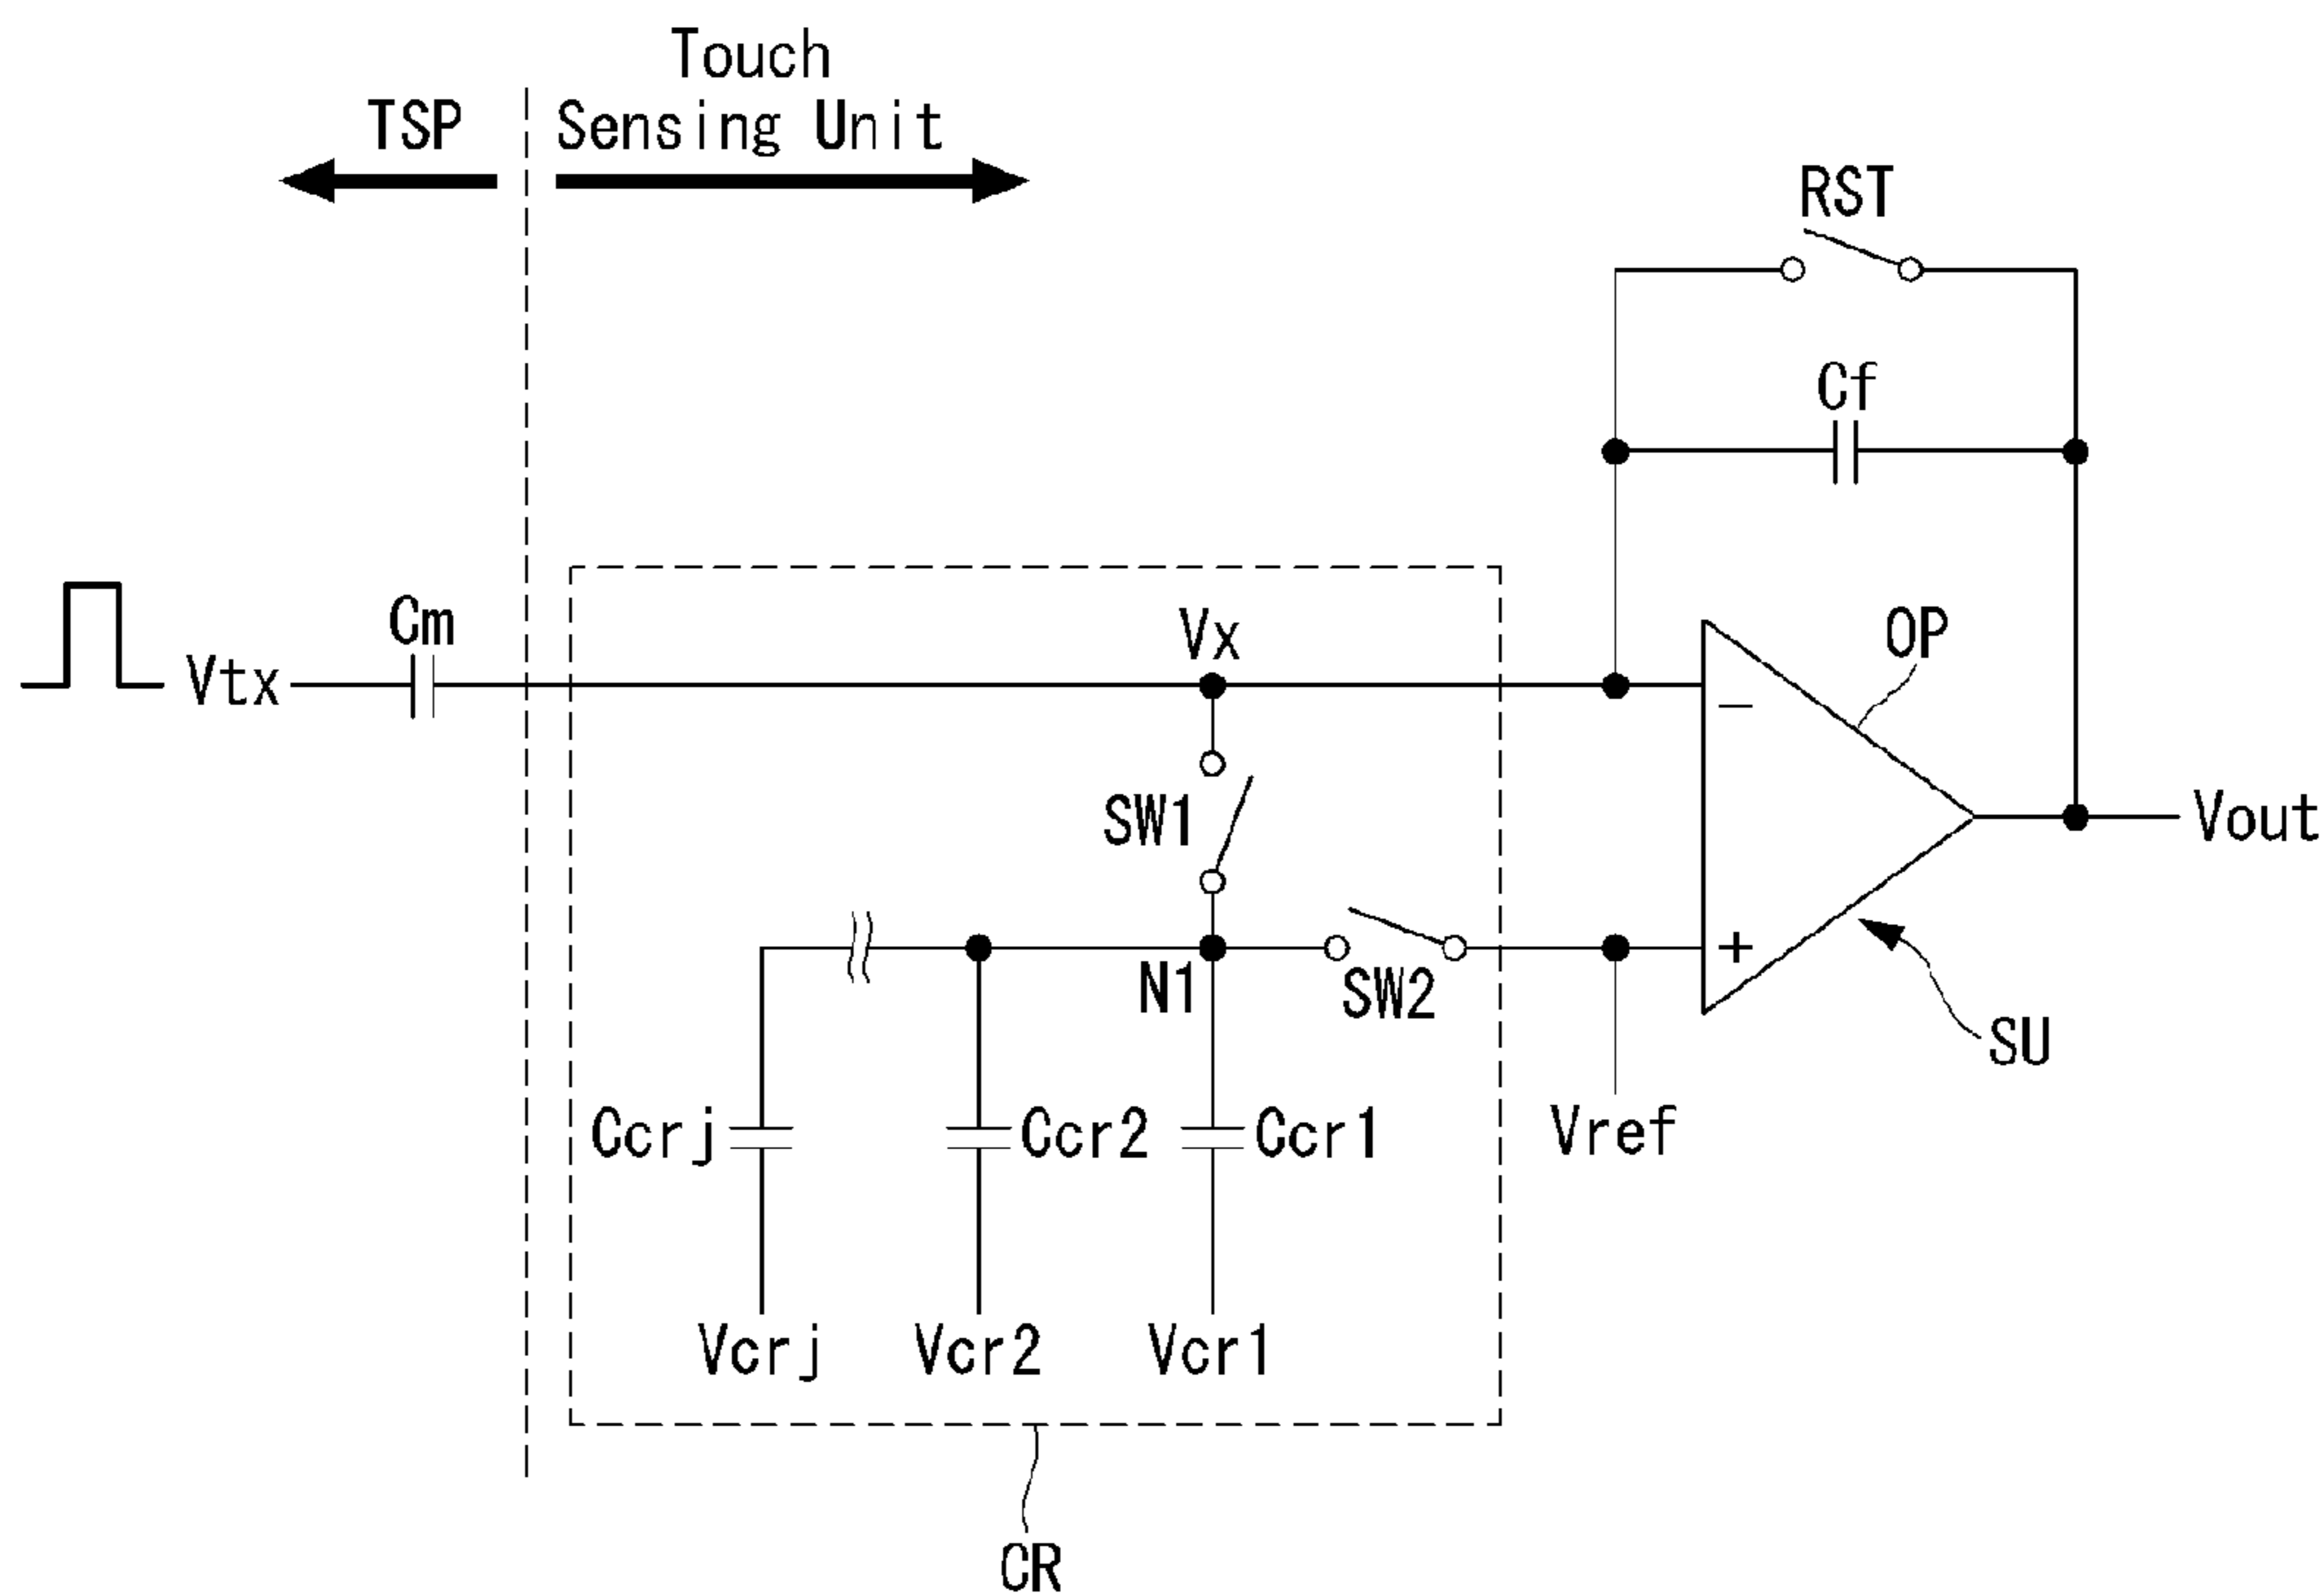 Touch
TSP
Sensing Unit
RST
Cf
Cm
Vx
OP
Vtx
−
SW1
Vout
+
N1
SW2
SU
Ccrj
Ccr2
Ccr1
Vref
Vcrj
Vcr2
Vcr1
CR